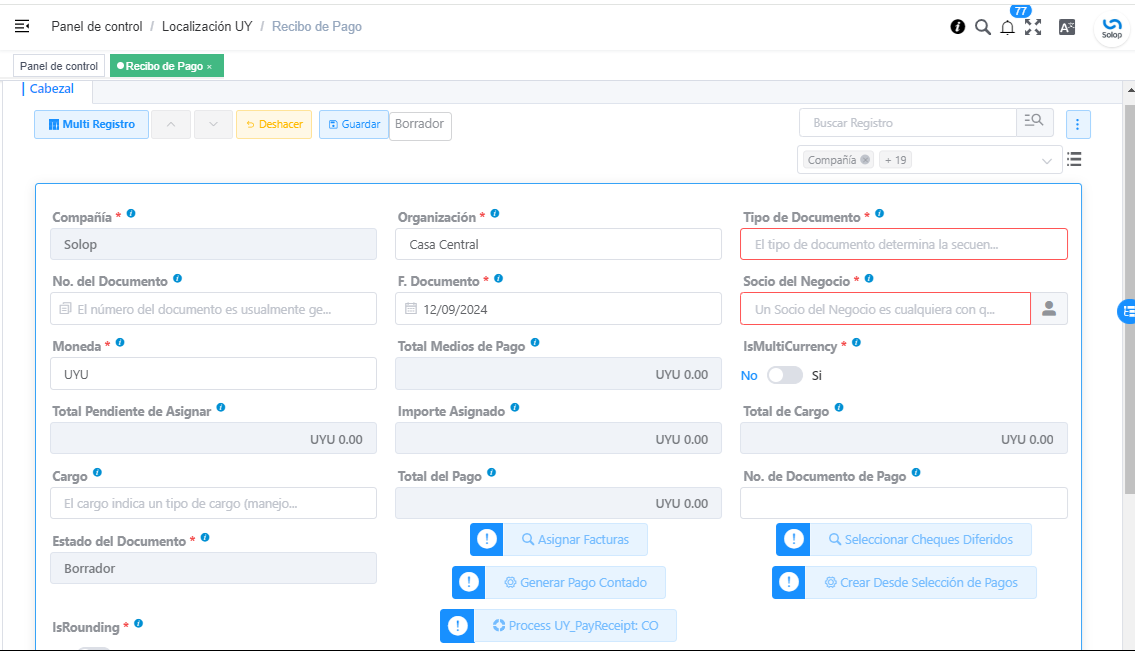 Panel de control / Localización UY / Recibo de Pago
77
Solop
Panel de control
Recibo de Pago ×
Cabezal
Multi Registro
Deshacer
Guardar
Borrador
Buscar Registro
Compañía
+ 19
Compañía *
Organización *
Tipo de Documento *
Solop
Casa Central
El tipo de documento determina la secuen...
No. del Documento
F. Documento *
Socio del Negocio *
El número del documento es usualmente ge...
12/09/2024
Un Socio del Negocio es cualquiera con q...
Moneda *
Total Medios de Pago
IsMultiCurrency *
UYU
UYU 0.00
No
Si
Total Pendiente de Asignar
Importe Asignado
Total de Cargo
UYU 0.00
UYU 0.00
UYU 0.00
Cargo
Total del Pago
No. de Documento de Pago
El cargo indica un tipo de cargo (manejo...
UYU 0.00
Estado del Documento *
Asignar Facturas
Seleccionar Cheques Diferidos
Borrador
Generar Pago Contado
Crear Desde Selección de Pagos
IsRounding *
Process UY_PayReceipt: CO